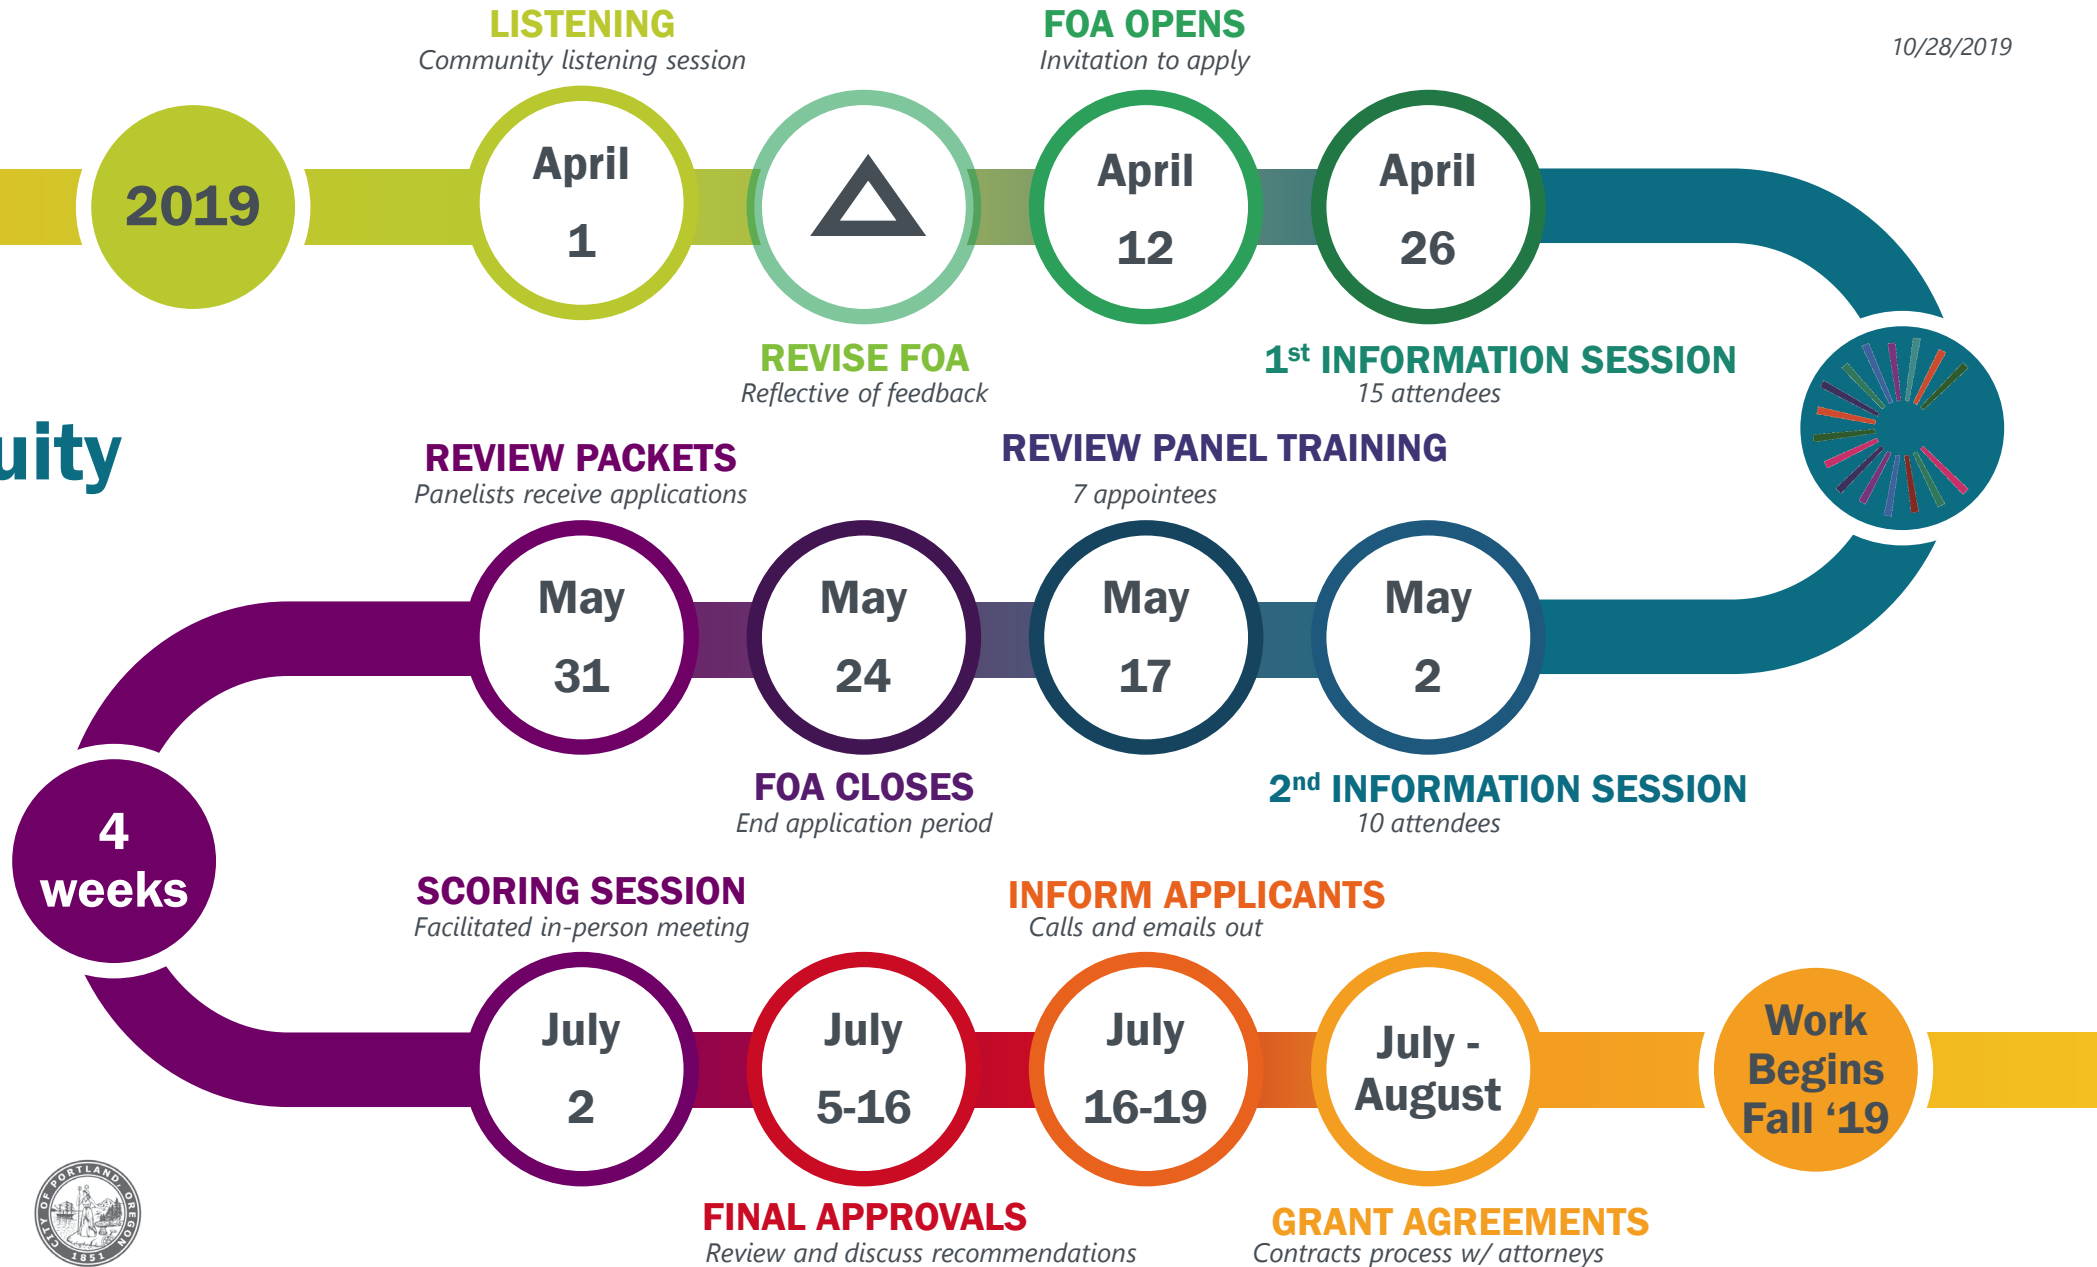 LISTENING
Community listening session
FOA OPENS
Invitation to apply
10/28/2019
2019
April
1
April
12
April
26
REVISE FOA
Reflective of feedback
1st INFORMATION SESSION
15 attendees
uity
REVIEW PACKETS
Panelists receive applications
REVIEW PANEL TRAINING
7 appointees
May
31
May
24
May
17
May
2
FOA CLOSES
End application period
2nd INFORMATION SESSION
10 attendees
4
weeks
SCORING SESSION
Facilitated in-person meeting
INFORM APPLICANTS
Calls and emails out
July
2
July
5-16
July
16-19
July -
August
Work
Begins
Fall ‘19
FINAL APPROVALS
Review and discuss recommendations
GRANT AGREEMENTS
Contracts process w/ attorneys
CITY OF PORTLAND, OREGON
1851